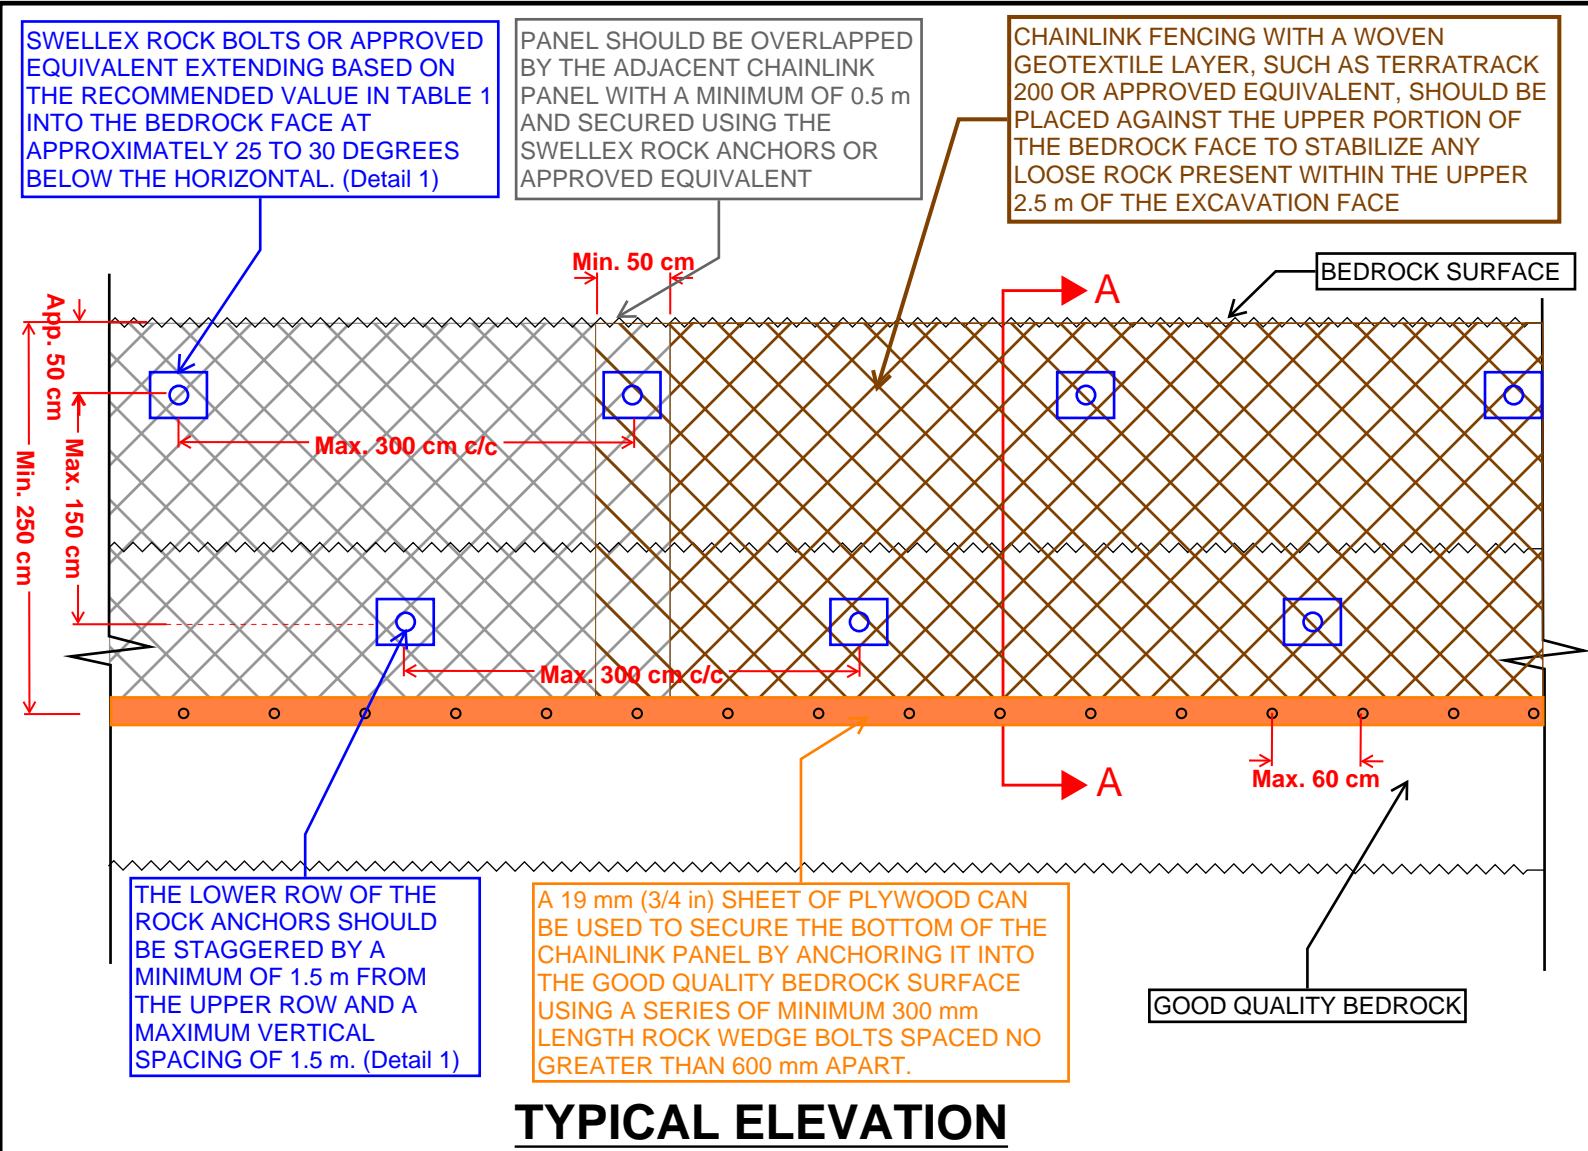 SWELLEX ROCK BOLTS OR APPROVED
EQUIVALENT EXTENDING BASED ON
THE RECOMMENDED VALUE IN TABLE 1
INTO THE BEDROCK FACE AT
APPROXIMATELY 25 TO 30 DEGREES
BELOW THE HORIZONTAL. (Detail 1)
PANEL SHOULD BE OVERLAPPED
BY THE ADJACENT CHAINLINK
PANEL WITH A MINIMUM OF 0.5 m
AND SECURED USING THE
SWELLEX ROCK ANCHORS OR
APPROVED EQUIVALENT
CHAINLINK FENCING WITH A WOVEN
GEOTEXTILE LAYER, SUCH AS TERRATRACK
200 OR APPROVED EQUIVALENT, SHOULD BE
PLACED AGAINST THE UPPER PORTION OF
THE BEDROCK FACE TO STABILIZE ANY
LOOSE ROCK PRESENT WITHIN THE UPPER
2.5 m OF THE EXCAVATION FACE
Min. 50 cm
BEDROCK SURFACE
A
App. 50 cm
Max. 300 cm c/c
Max. 150 cm
Min. 250 cm
Max. 300 cm c/c
A
Max. 60 cm
THE LOWER ROW OF THE
ROCK ANCHORS SHOULD
BE STAGGERED BY A
MINIMUM OF 1.5 m FROM
THE UPPER ROW AND A
MAXIMUM VERTICAL
SPACING OF 1.5 m. (Detail 1)
A 19 mm (3/4 in) SHEET OF PLYWOOD CAN
BE USED TO SECURE THE BOTTOM OF THE
CHAINLINK PANEL BY ANCHORING IT INTO
THE GOOD QUALITY BEDROCK SURFACE
USING A SERIES OF MINIMUM 300 mm
LENGTH ROCK WEDGE BOLTS SPACED NO
GREATER THAN 600 mm APART.
GOOD QUALITY BEDROCK
TYPICAL ELEVATION